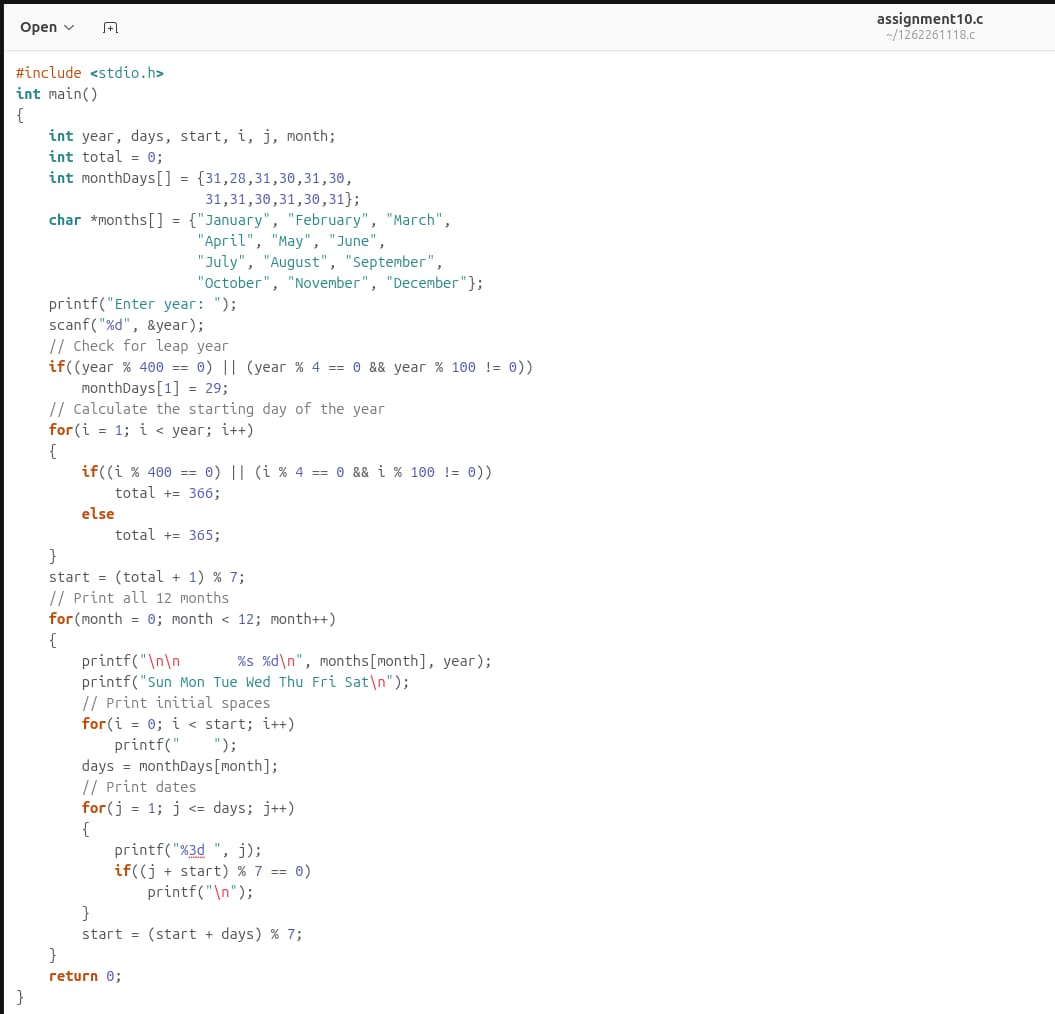 Open
assignment10.c
~/1262261118.c
#include <stdio.h>
int main()
{
    int year, days, start, i, j, month;
    int total = 0;
    int monthDays[] = {31,28,31,30,31,30,
                       31,31,30,31,30,31};
    char *months[] = {"January", "February", "March",
                      "April", "May", "June",
                      "July", "August", "September",
                      "October", "November", "December"};
    printf("Enter year: ");
    scanf("%d", &year);
    // Check for leap year
    if((year % 400 == 0) || (year % 4 == 0 && year % 100 != 0))
        monthDays[1] = 29;
    // Calculate the starting day of the year
    for(i = 1; i < year; i++)
    {
        if((i % 400 == 0) || (i % 4 == 0 && i % 100 != 0))
            total += 366;
        else
            total += 365;
    }
    start = (total + 1) % 7;
    // Print all 12 months
    for(month = 0; month < 12; month++)
    {
        printf("\n\n       %s %d\n", months[month], year);
        printf("Sun Mon Tue Wed Thu Fri Sat\n");
        // Print initial spaces
        for(i = 0; i < start; i++)
            printf("    ");
        days = monthDays[month];
        // Print dates
        for(j = 1; j <= days; j++)
        {
            printf("%3d ", j);
            if((j + start) % 7 == 0)
                printf("\n");
        }
        start = (start + days) % 7;
    }
    return 0;
}